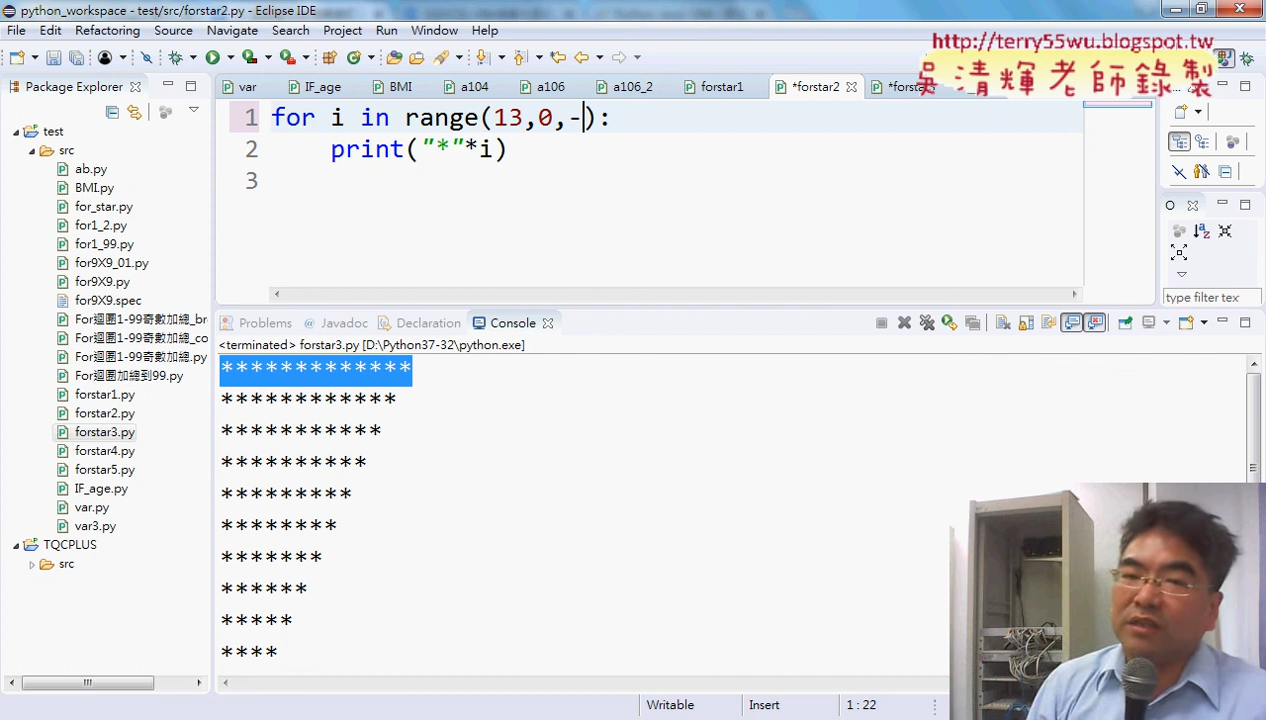 python_workspace - test/src/forstar2.py - Eclipse IDE
File Edit Refactoring Source Navigate Search Project Run Window Help
http://terry55wu.blogspot.tw
吳清輝老師錄製
Package Explorer
var IF_age BMI a104 a106 a106_2 forstar1 *forstar2
test
src
ab.py
BMI.py
for_star.py
for1_2.py
for1_99.py
for9X9_01.py
for9X9.py
for9X9.spec
For迴圈1-99奇數加總_br
For迴圈1-99奇數加總_co
For迴圈1-99奇數加總.py
For迴圈加總到99.py
forstar1.py
forstar2.py
forstar3.py
forstar4.py
forstar5.py
IF_age.py
var.py
var3.py
TQCPLUS
src
1 for i in range(13,0,-):
2 print("*"*i)
3
O
type filter tex
Problems @ Javadoc Declaration Console
<terminated> forstar3.py [D:\Python37-32\python.exe]
*************
************
***********
**********
*********
********
*******
******
*****
****
Writable Insert 1 : 22